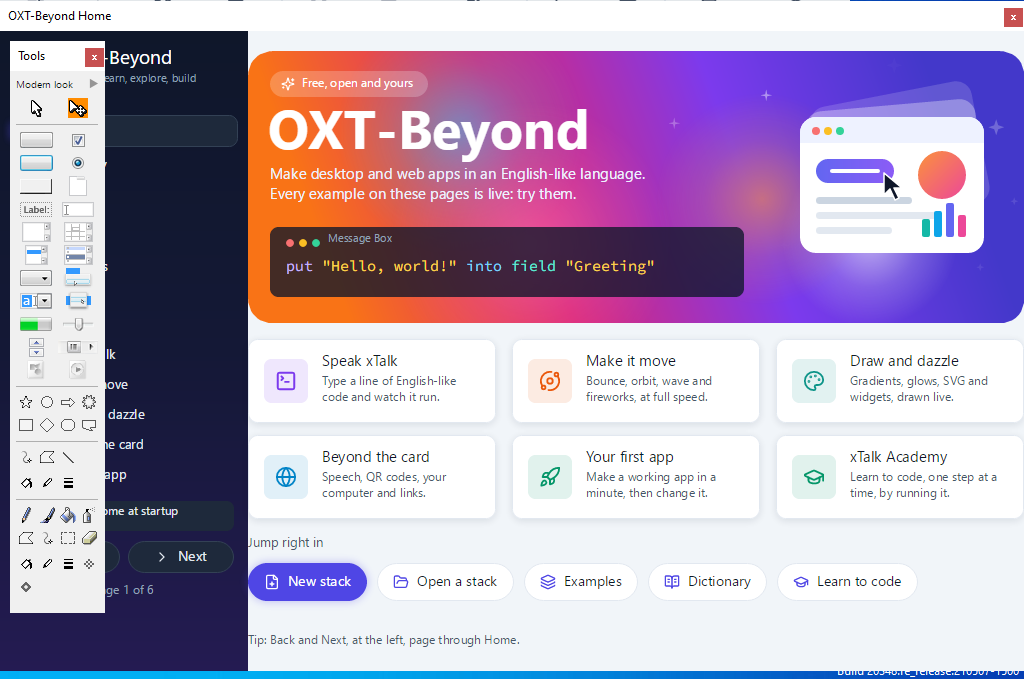 OXT-Beyond Home
Tools
Modern look
Label:
-Beyond
earn, explore, build
alk
move
dazzle
the card
app
ome at startup
Next
ge 1 of 6
Free, open and yours
OXT-Beyond
Make desktop and web apps in an English-like language.
Every example on these pages is live: try them.
Message Box
put "Hello, world!" into field "Greeting"
Speak xTalk
Type a line of English-like
code and watch it run.
Make it move
Bounce, orbit, wave and
fireworks, at full speed.
Draw and dazzle
Gradients, glows, SVG and
widgets, drawn live.
Beyond the card
Speech, QR codes, your
computer and links.
Your first app
Make a working app in a
minute, then change it.
xTalk Academy
Learn to code, one step at a
time, by running it.
Jump right in
New stack
Open a stack
Examples
Dictionary
Learn to code
Tip: Back and Next, at the left, page through Home.